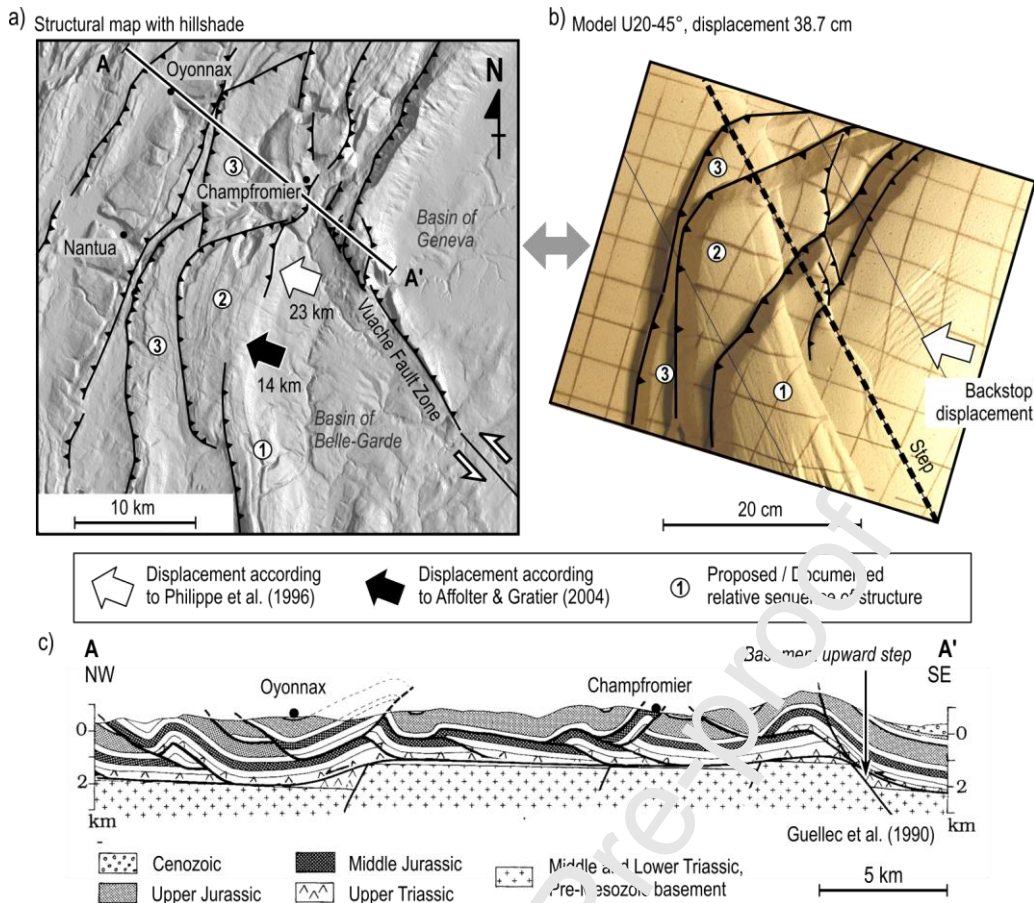 a) Structural map with hillshade
A
Oyonnax
N
3
Champfromier
Basin of
Geneva
Nantua
A'
2
23 km
3
14 km
Vuache Fault Zone
Basin of
Belle-Garde
1
10 km
b) Model U20-45°, displacement 38.7 cm
3
2
3
1
Backstop
displacement
Step
20 cm
Displacement according
to Philippe et al. (1996)
Displacement according
to Affolter & Gratier (2004)
1
Proposed / Documented
relative sequence of structure
c)
A
NW
Oyonnax
Champfromier
Basement upward step
A'
SE
0
2
km
0
2
km
Guellec et al. (1990)
Cenozoic
Upper Jurassic
Middle Jurassic
Upper Triassic
Middle and Lower Triassic,
Pre-Mesozoic basement
5 km
Pre-proof